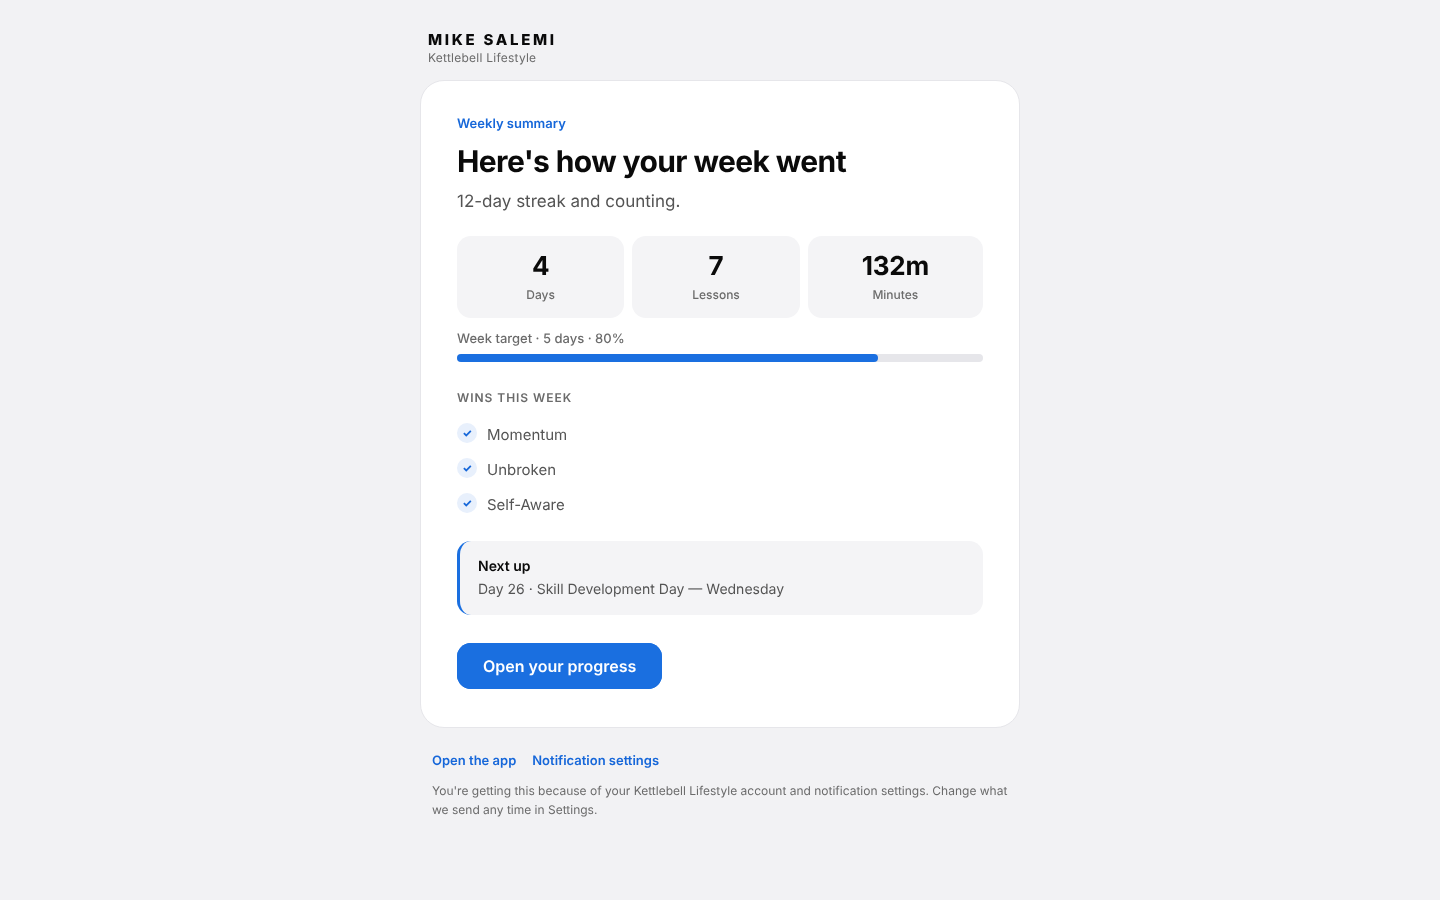 MIKE SALEMI
Kettlebell Lifestyle
Weekly summary
Here's how your week went
12-day streak and counting.
4
Days
7
Lessons
132m
Minutes
Week target · 5 days · 80%
WINS THIS WEEK
Momentum
Unbroken
Self-Aware
Next up
Day 26 · Skill Development Day — Wednesday
Open your progress
Open the app Notification settings
You're getting this because of your Kettlebell Lifestyle account and notification settings. Change what
we send any time in Settings.